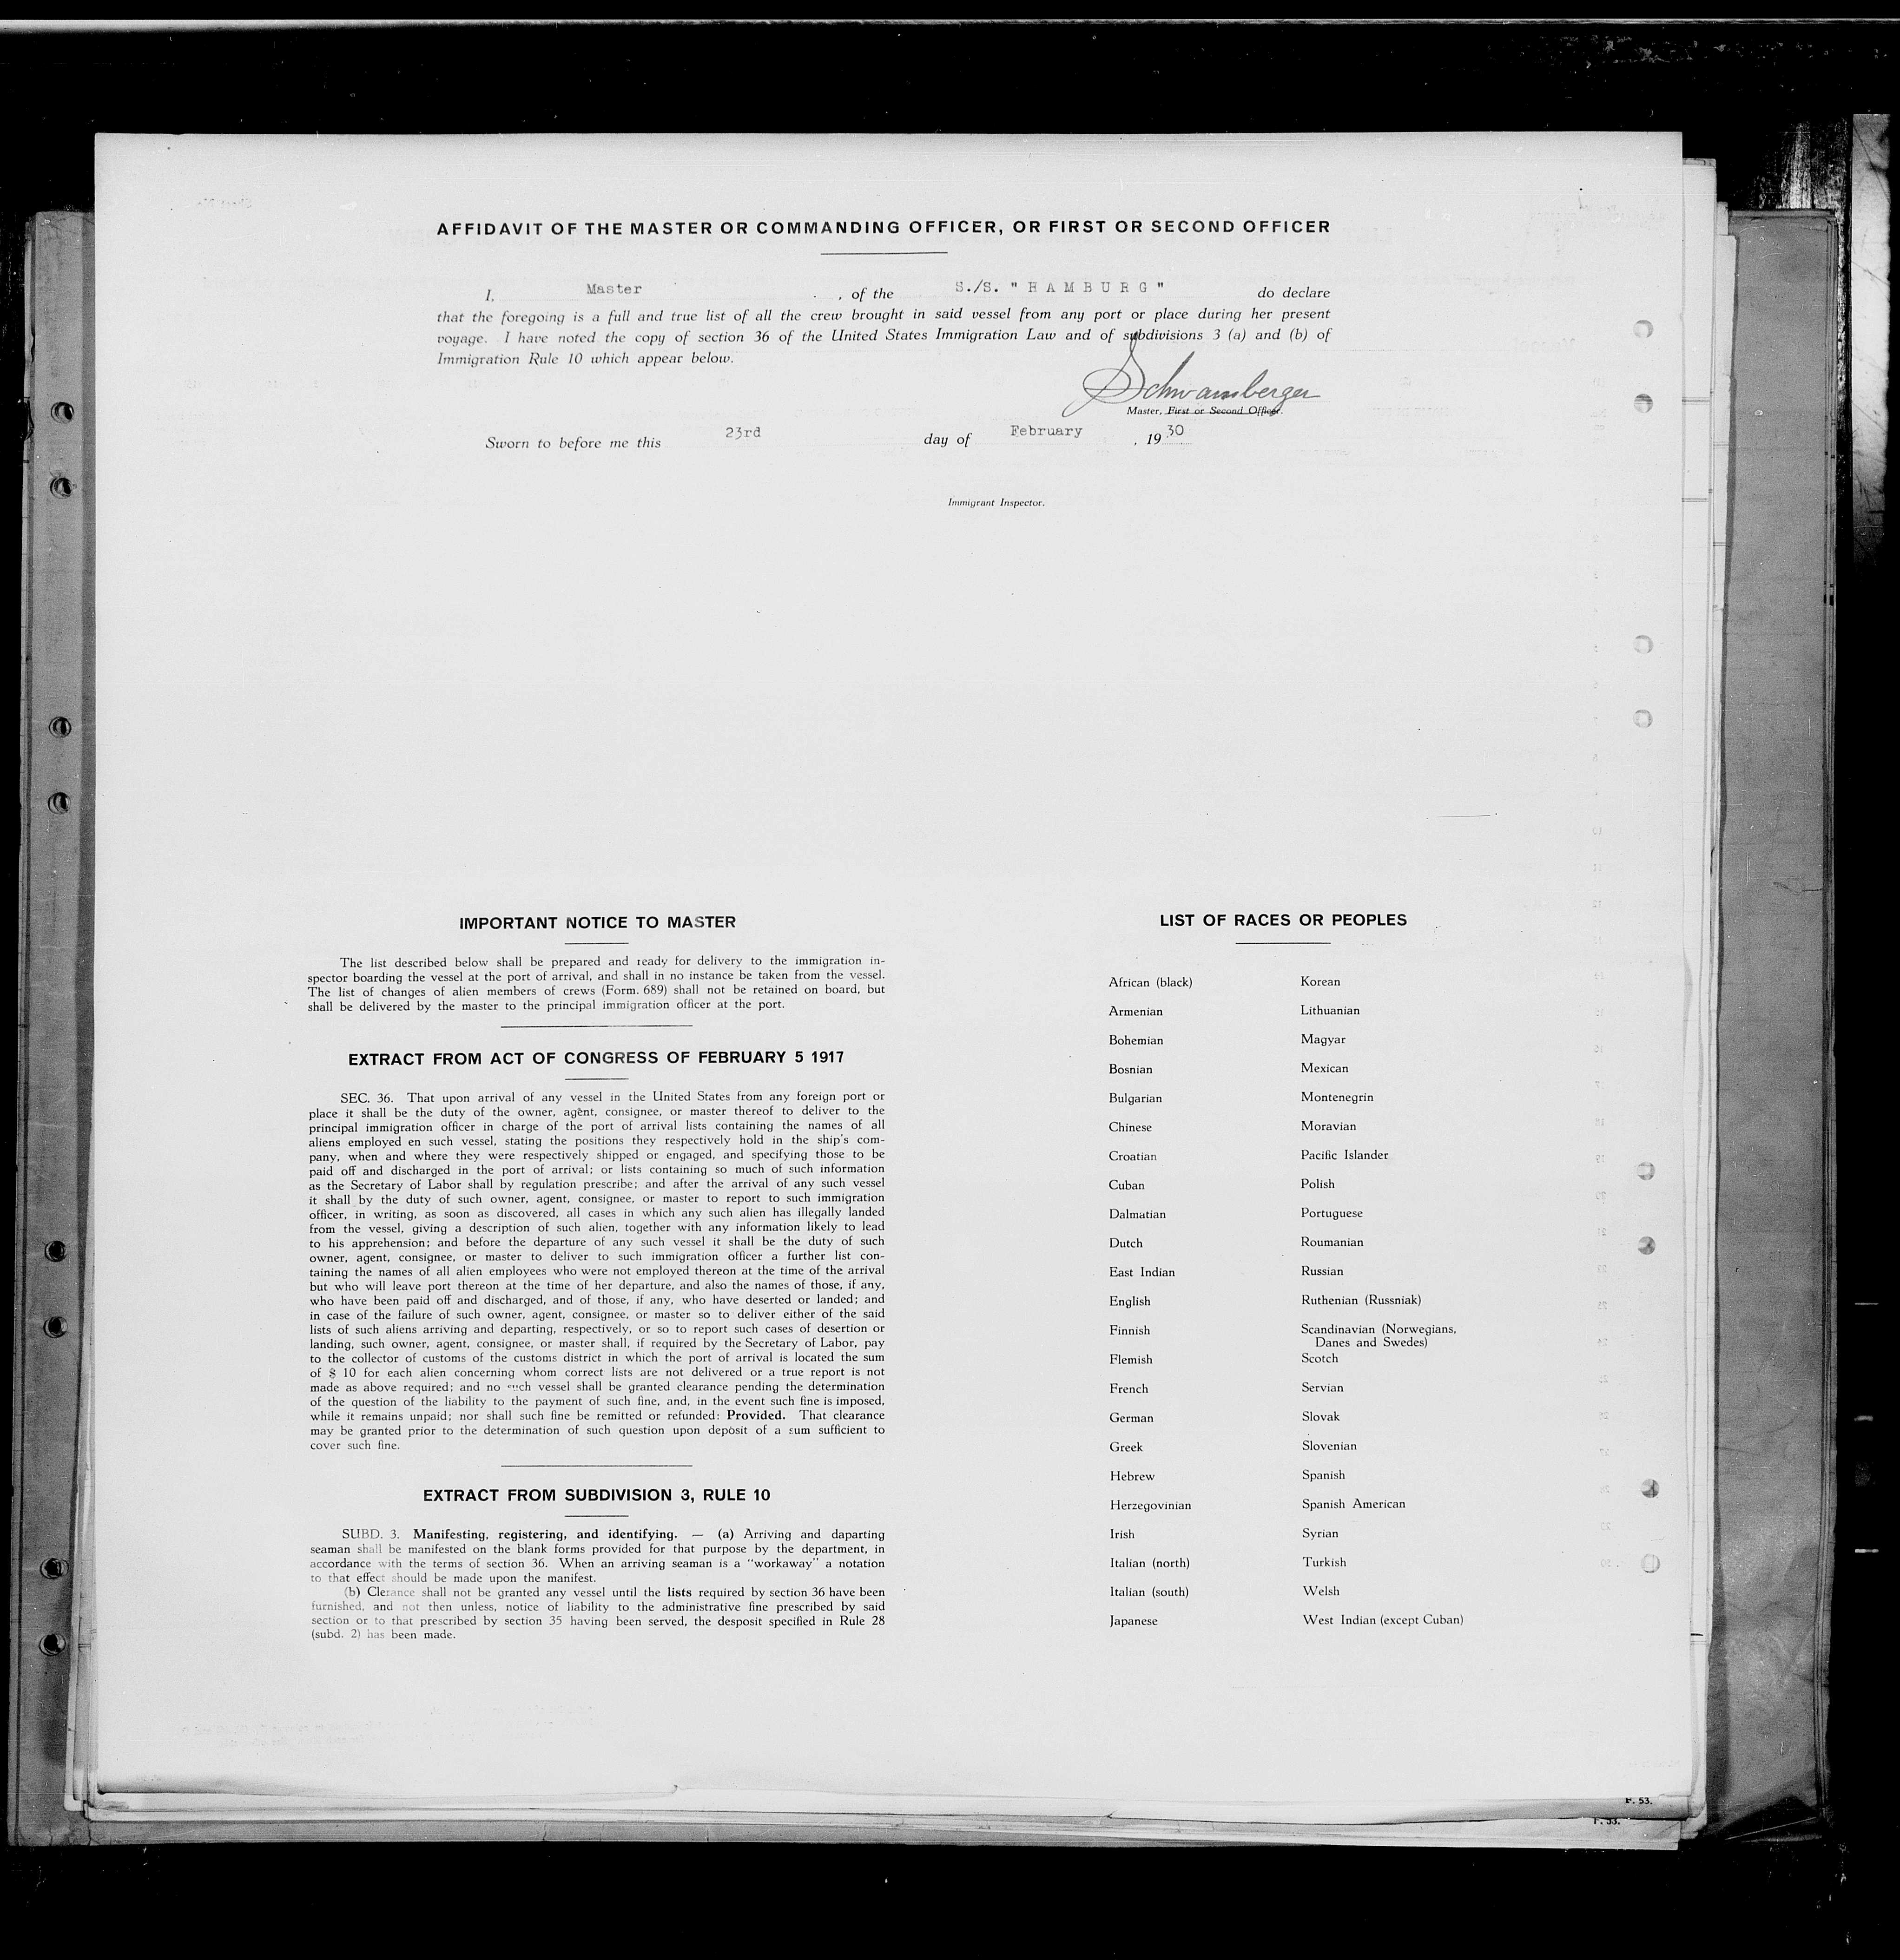 AFFIDAVIT OF THE MASTER OR COMMANDING OFFICER, OR FIRST OR SECOND OFFICER
I, Master , of the S./S. " H A M B U R G " do declare
that the foregoing is a full and true list of all the crew brought in said vessel from any port or place during her present
voyage. I have noted the copy of section 36 of the United States Immigration Law and of subdivisions 3 (a) and (b) of
Immigration Rule 10 which appear below.
Schwamberger
Master, First or Second Officer.
Sworn to before me this 23rd day of February , 19 30
Immigrant Inspector.
IMPORTANT NOTICE TO MASTER
The list described below shall be prepared and ready for delivery to the immigration in-
spector boarding the vessel at the port of arrival, and shall in no instance be taken from the vessel.
The list of changes of alien members of crews (Form. 689) shall not be retained on board, but
shall be delivered by the master to the principal immigration officer at the port.
EXTRACT FROM ACT OF CONGRESS OF FEBRUARY 5 1917
SEC. 36. That upon arrival of any vessel in the United States from any foreign port or
place it shall be the duty of the owner, agent, consignee, or master thereof to deliver to the
principal immigration officer in charge of the port of arrival lists containing the names of all
aliens employed en such vessel, stating the positions they respectively hold in the ship's com-
pany, when and where they were respectively shipped or engaged, and specifying those to be
paid off and discharged in the port of arrival; or lists containing so much of such information
as the Secretary of Labor shall by regulation prescribe; and after the arrival of any such vessel
it shall by the duty of such owner, agent, consignee, or master to report to such immigration
officer, in writing, as soon as discovered, all cases in which any such alien has illegally landed
from the vessel, giving a description of such alien, together with any information likely to lead
to his apprehension; and before the departure of any such vessel it shall be the duty of such
owner, agent, consignee, or master to deliver to such immigration officer a further list con-
taining the names of all alien employees who were not employed thereon at the time of the arrival
but who will leave port thereon at the time of her departure, and also the names of those, if any,
who have been paid off and discharged, and of those, if any, who have deserted or landed; and
in case of the failure of such owner, agent, consignee, or master so to deliver either of the said
lists of such aliens arriving and departing, respectively, or so to report such cases of desertion or
landing, such owner, agent, consignee, or master shall, if required by the Secretary of Labor, pay
to the collector of customs of the customs district in which the port of arrival is located the sum
of $ 10 for each alien concerning whom correct lists are not delivered or a true report is not
made as above required; and no such vessel shall be granted clearance pending the determination
of the question of the liability to the payment of such fine, and, in the event such fine is imposed,
while it remains unpaid; nor shall such fine be remitted or refunded: Provided. That clearance
may be granted prior to the determination of such question upon deposit of a sum sufficient to
cover such fine.
EXTRACT FROM SUBDIVISION 3, RULE 10
SUBD. 3. Manifesting, registering, and identifying. — (a) Arriving and daparting
seaman shall be manifested on the blank forms provided for that purpose by the department, in
accordance with the terms of section 36. When an arriving seaman is a "workaway" a notation
to that effect should be made upon the manifest.
(b) Clerance shall not be granted any vessel until the lists required by section 36 have been
furnished, and not then unless, notice of liability to the administrative fine prescribed by said
section or to that prescribed by section 35 having been served, the desposit specified in Rule 28
(subd. 2) has been made.
LIST OF RACES OR PEOPLES
African (black) Korean
Armenian Lithuanian
Bohemian Magyar
Bosnian Mexican
Bulgarian Montenegrin
Chinese Moravian
Croatian Pacific Islander
Cuban Polish
Dalmatian Portuguese
Dutch Roumanian
East Indian Russian
English Ruthenian (Russniak)
Finnish Scandinavian (Norwegians,
Danes and Swedes)
Flemish Scotch
French Servian
German Slovak
Greek Slovenian
Hebrew Spanish
Herzegovinian Spanish American
Irish Syrian
Italian (north) Turkish
Italian (south) Welsh
Japanese West Indian (except Cuban)
F. 53.
F. 53.